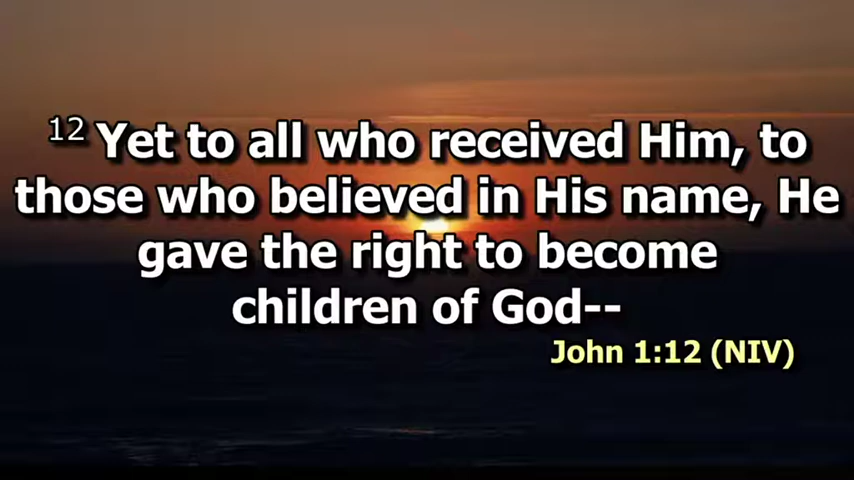 12 Yet to all who received Him, to
those who believed in His name, He
gave the right to become
children of God--
John 1:12 (NIV)